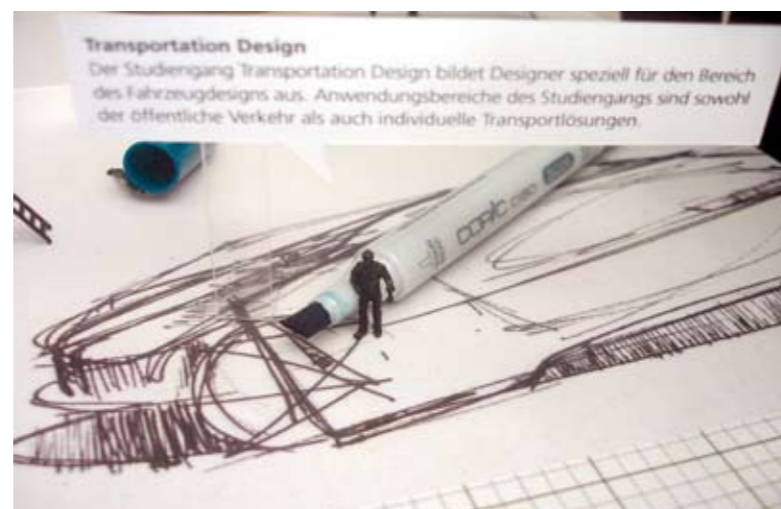 Transportation Design
Der Studiengang Transportation Design bildet Designer speziell für den Bereich
des Fahrzeugdesigns aus. Anwendungsbereiche des Studiengangs sind sowohl
der öffentliche Verkehr als auch individuelle Transportlösungen.
COPIC ciao